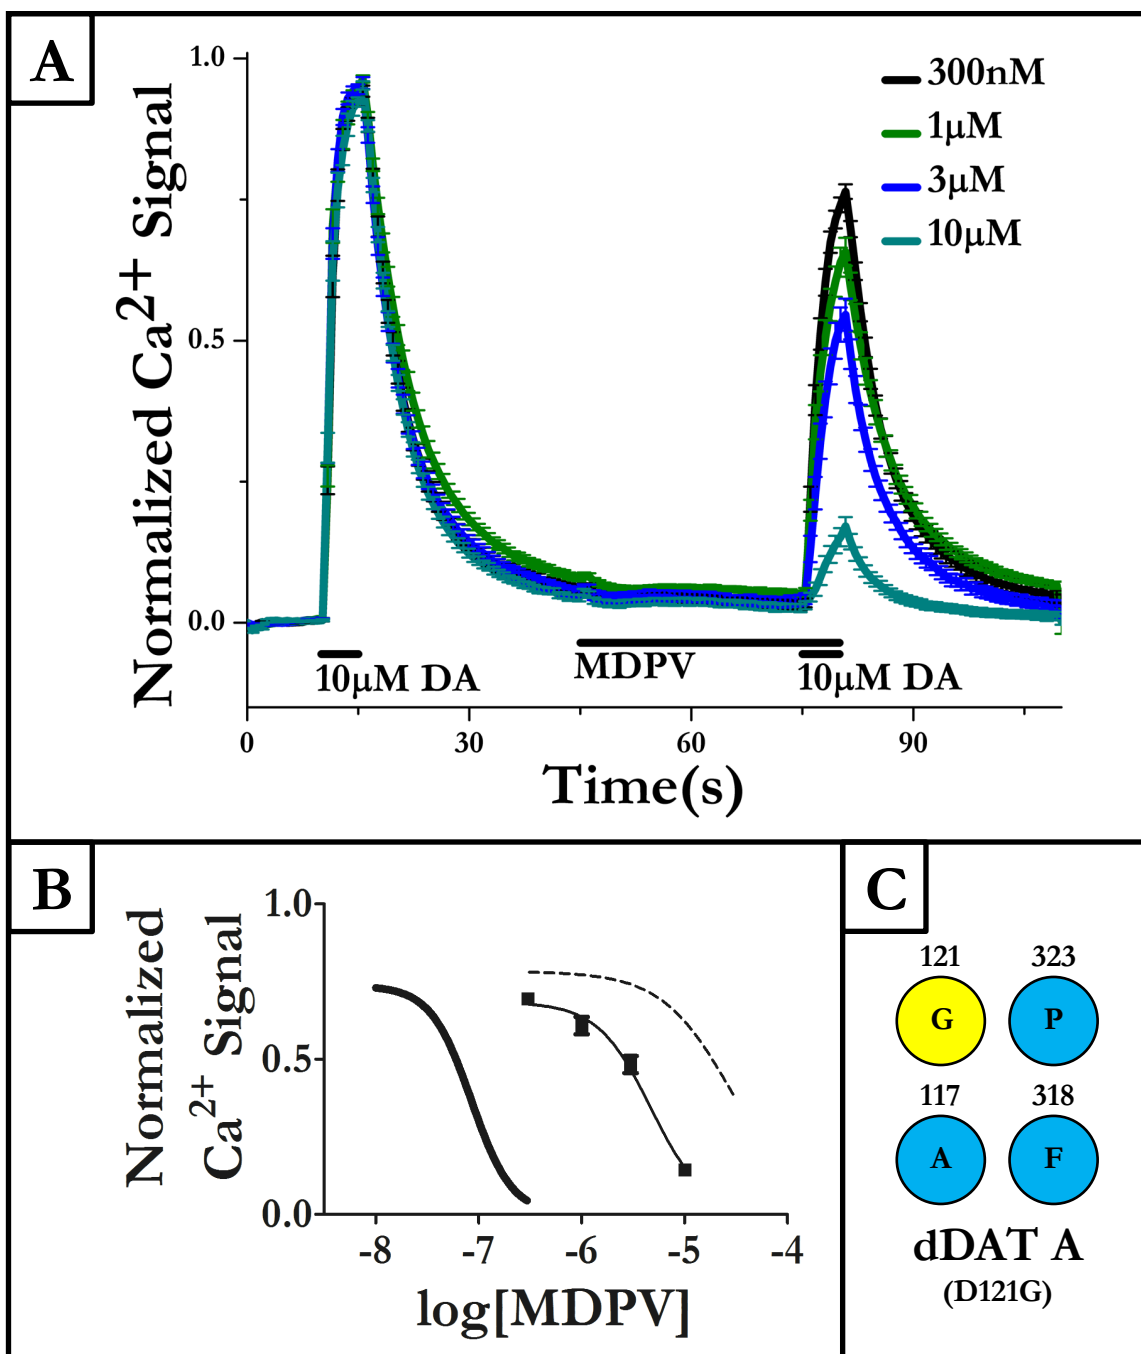 A
1.0
0.5
0.0
Normalized Ca2+ Signal
300nM
1μM
3μM
10μM
MDPV
10μM DA
10μM DA
0 30 60 90
Time(s)
B
Normalized
Ca2+ Signal
1.0
0.5
0.0
-8 -7 -6 -5 -4
log[MDPV]
C
121 323
G P
117 318
A F
dDAT A
(D121G)